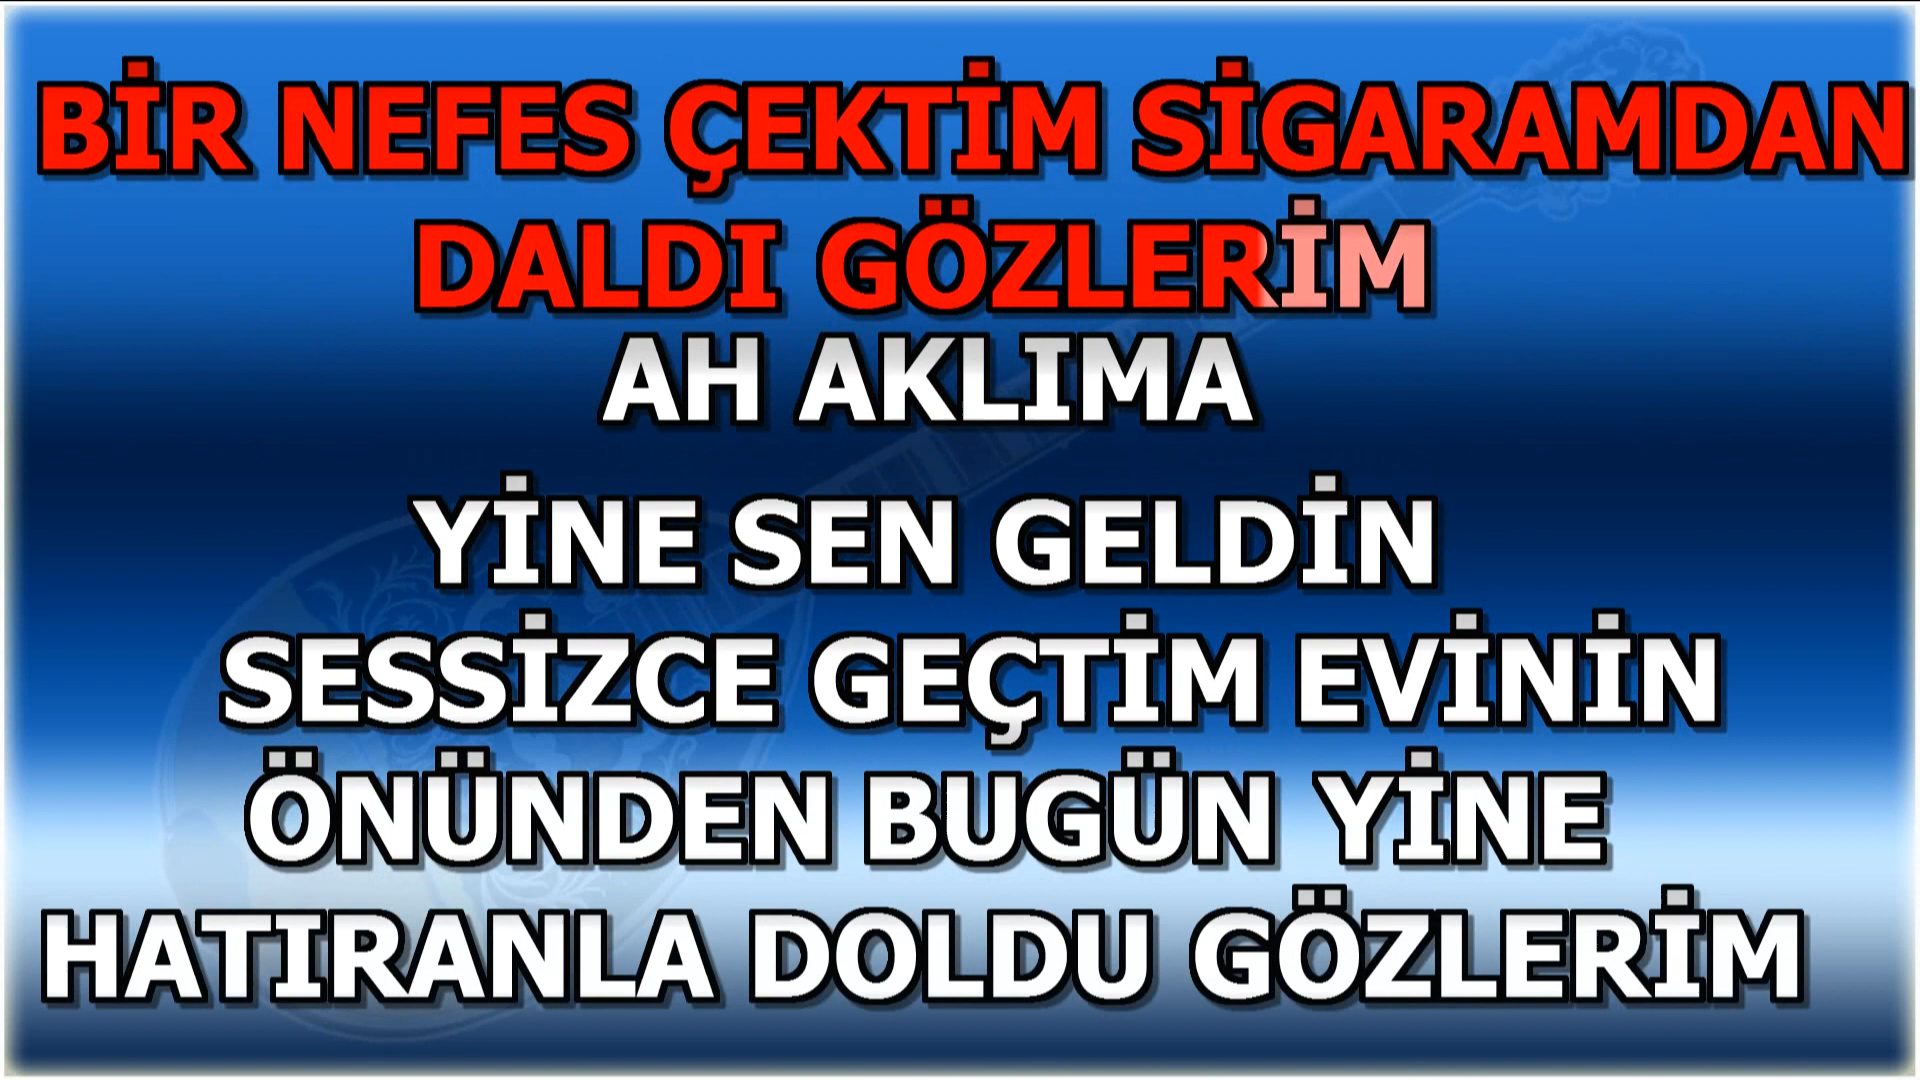 BİR NEFES ÇEKTİM SİGARAMDAN
DALDI GÖZLERİM
AH AKLIMA
YİNE SEN GELDİN
SESSİZCE GEÇTİM EVİNİN
ÖNÜNDEN BUGÜN YİNE
HATIRANLA DOLDU GÖZLERİM